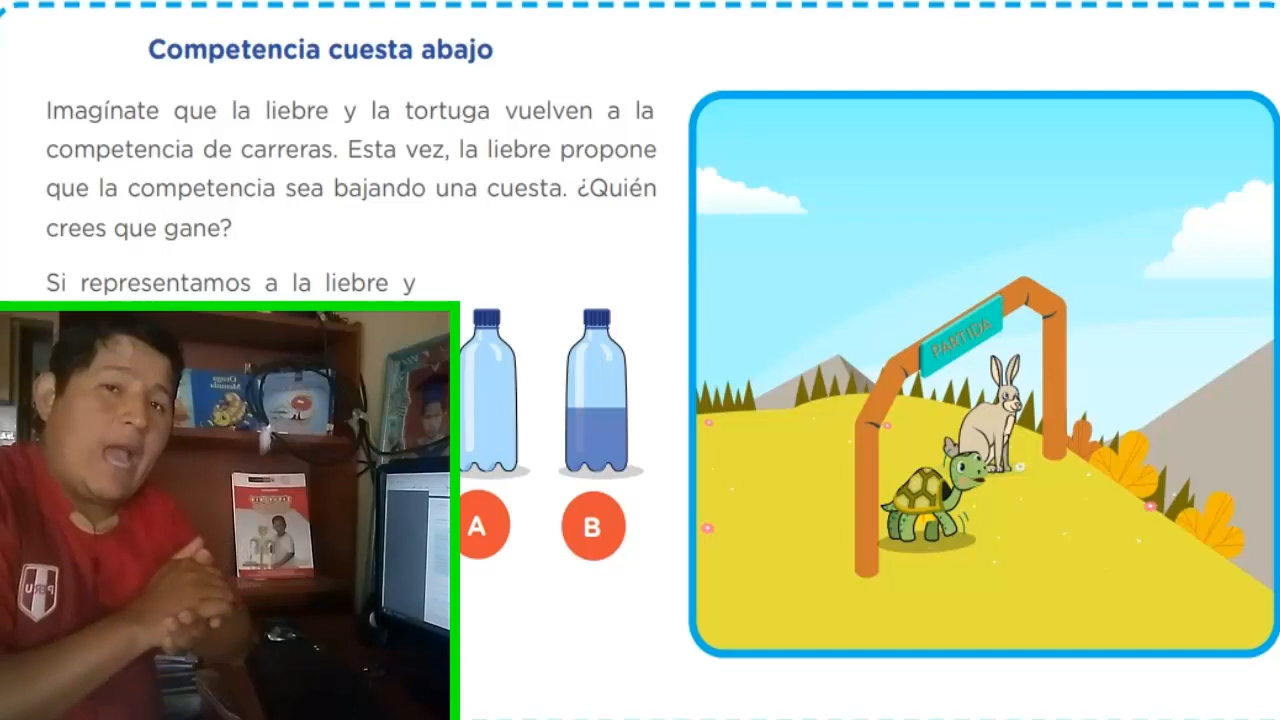 Competencia cuesta abajo
Imagínate que la liebre y la tortuga vuelven a la
competencia de carreras. Esta vez, la liebre propone
que la competencia sea bajando una cuesta. ¿Quién
crees que gane?
Si representamos a la liebre y
A
B
PARTIDA
PERU